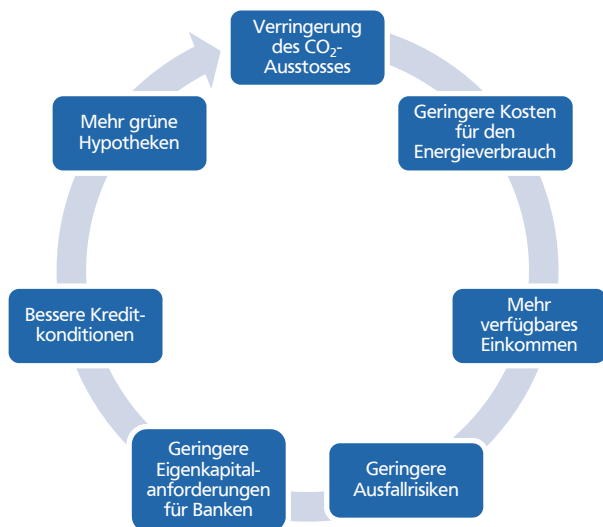 Verringerung
des CO₂-
Ausstosses
Geringere Kosten
für den
Energieverbrauch
Mehr
verfügbares
Einkommen
Geringere
Ausfallrisiken
Geringere
Eigenkapital-
anforderungen
für Banken
Bessere Kredit-
konditionen
Mehr grüne
Hypotheken